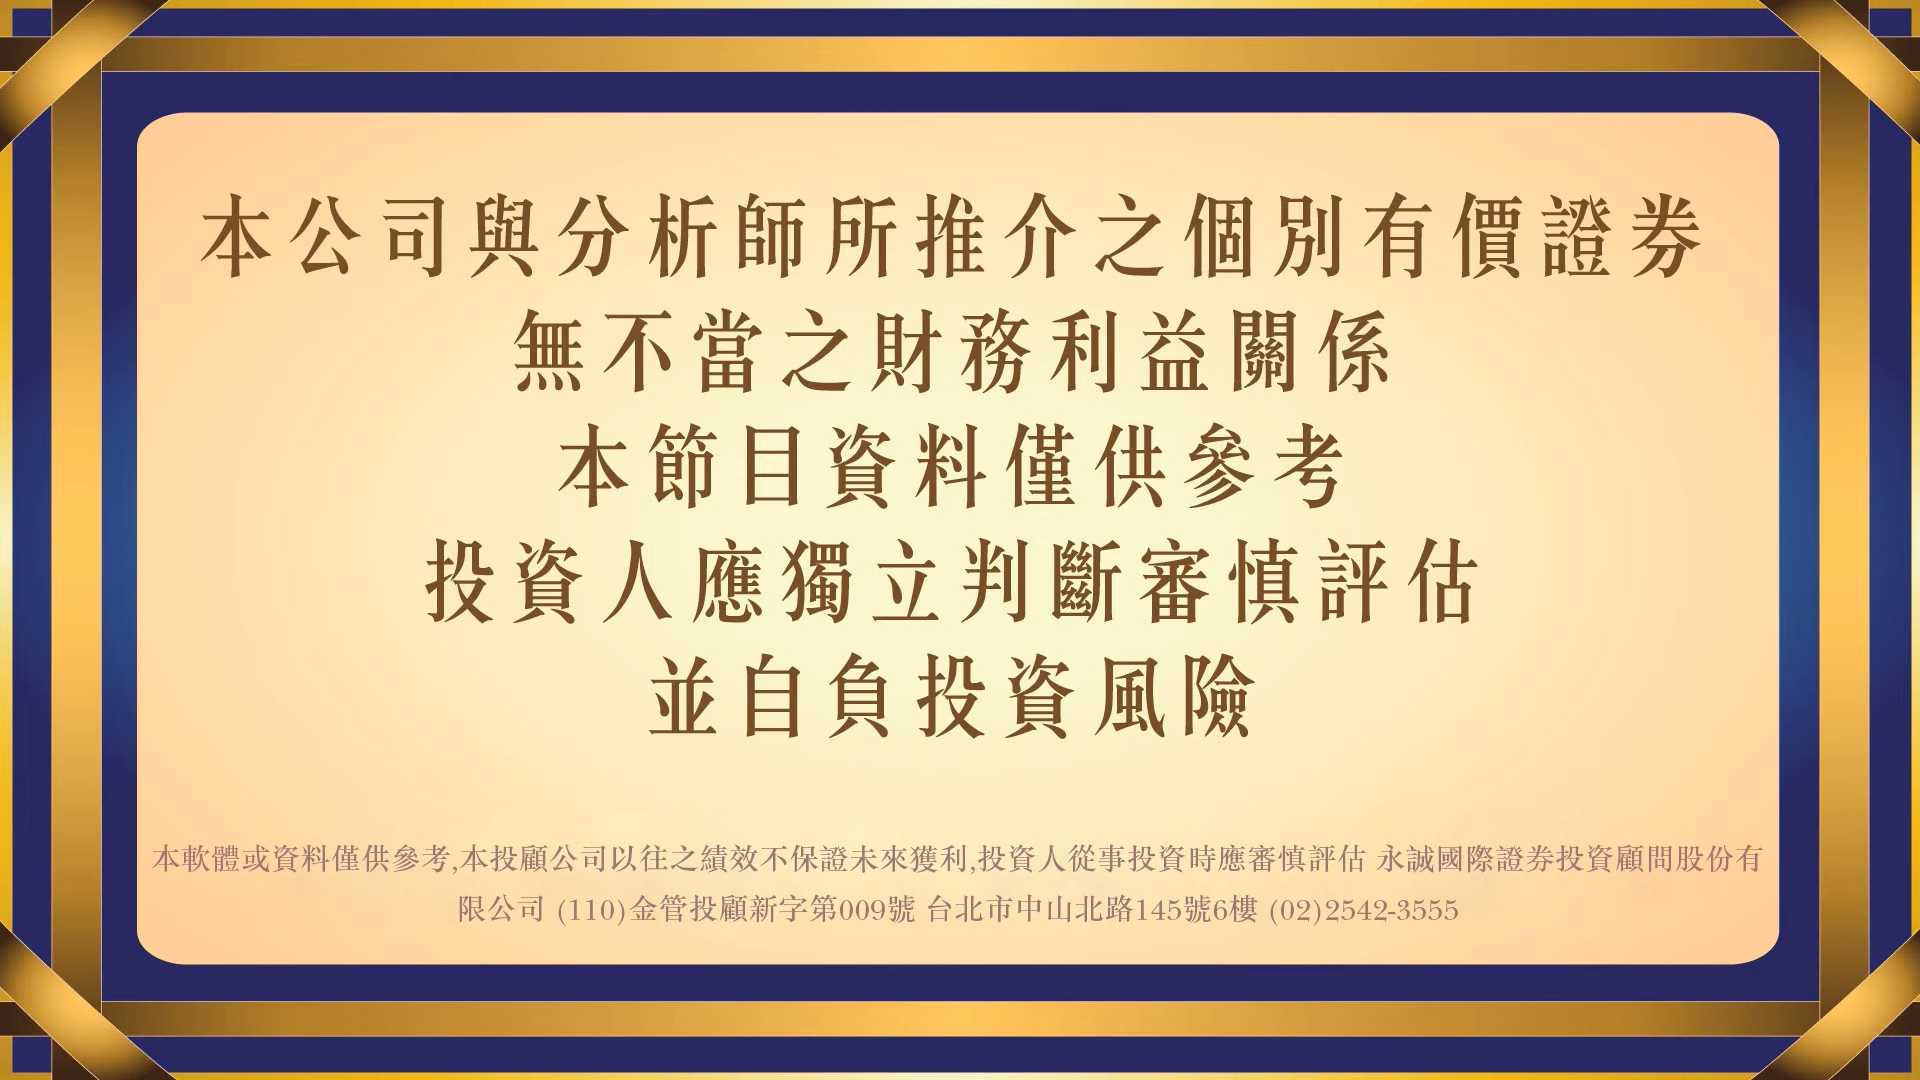 本公司與分析師所推介之個別有價證券
無不當之財務利益關係
本節目資料僅供參考
投資人應獨立判斷審慎評估
並自負投資風險
本軟體或資料僅供參考,本投顧公司以往之績效不保證未來獲利,投資人從事投資時應審慎評估 永誠國際證券投資顧問股份有
限公司 (110)金管投顧新字第009號 台北市中山北路145號6樓 (02)2542-3555